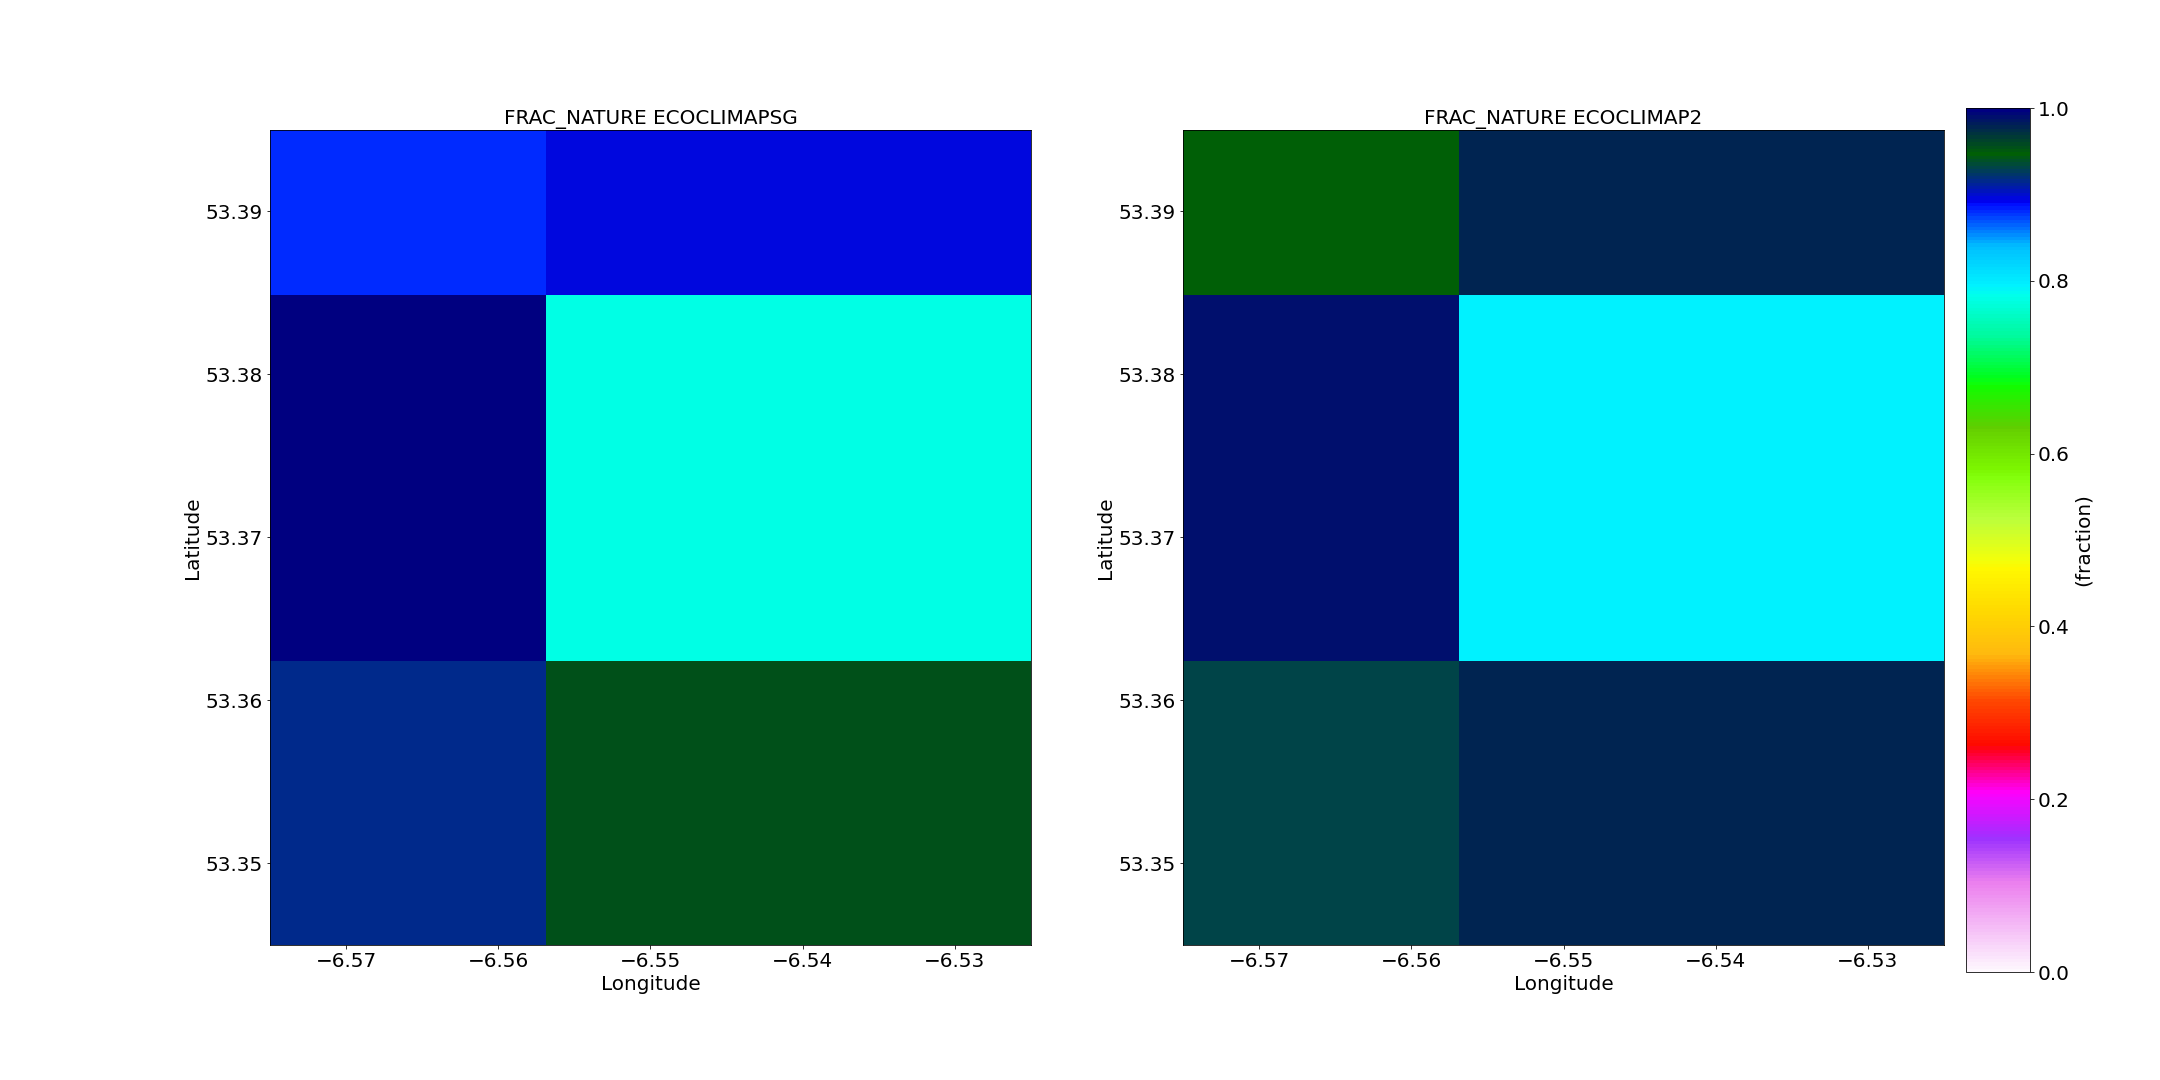 FRAC_NATURE ECOCLIMAPSG
53.39
53.38
53.37
53.36
53.35
Latitude
−6.57 −6.56 −6.55 −6.54 −6.53
Longitude
FRAC_NATURE ECOCLIMAP2
53.39
53.38
53.37
53.36
53.35
Latitude
−6.57 −6.56 −6.55 −6.54 −6.53
Longitude
1.0
0.8
0.6
0.4
0.2
0.0
(fraction)